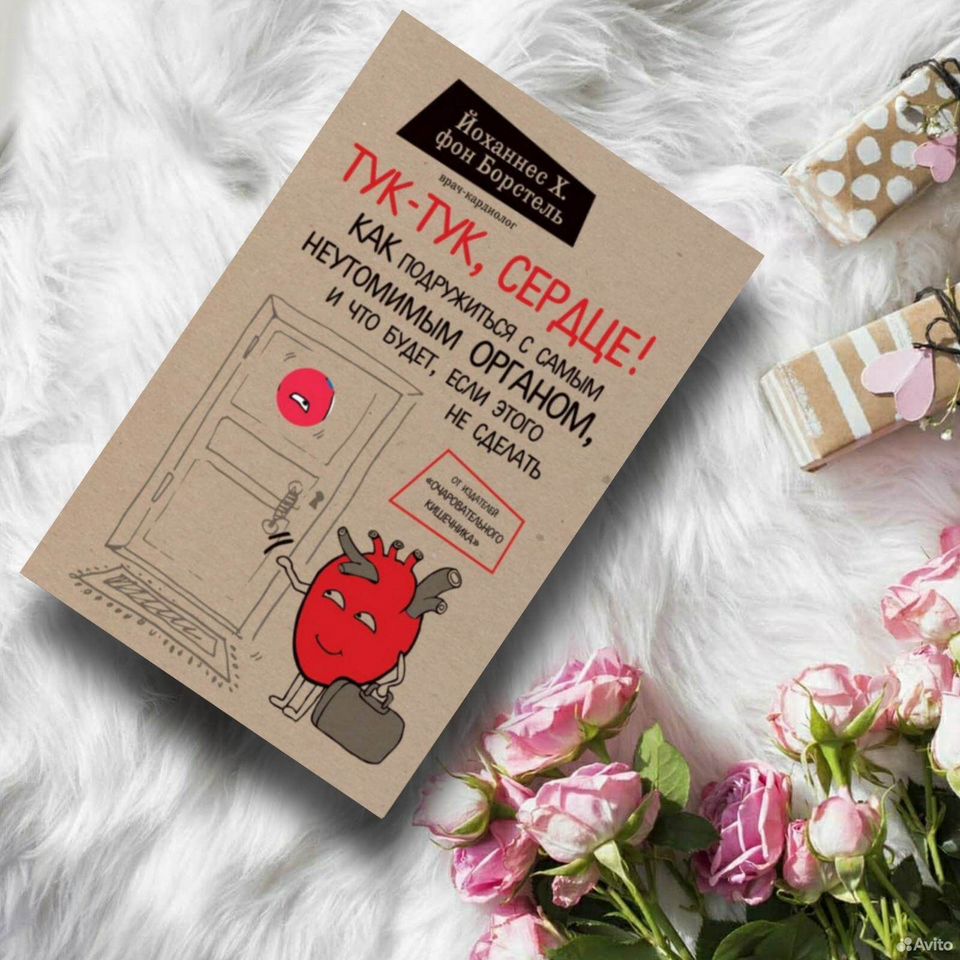 Йоханнес Х.
фон Борстель
врач-кардиолог
ТУК-ТУК, СЕРДЦЕ!
КАК ПОДРУЖИТЬСЯ С САМЫМ
НЕУТОМИМЫМ ОРГАНОМ,
И ЧТО БУДЕТ, ЕСЛИ ЭТОГО
НЕ СДЕЛАТЬ
ОТ ИЗДАТЕЛЕЙ
«ОЧАРОВАТЕЛЬНОГО
КИШЕЧНИКА»
Avito